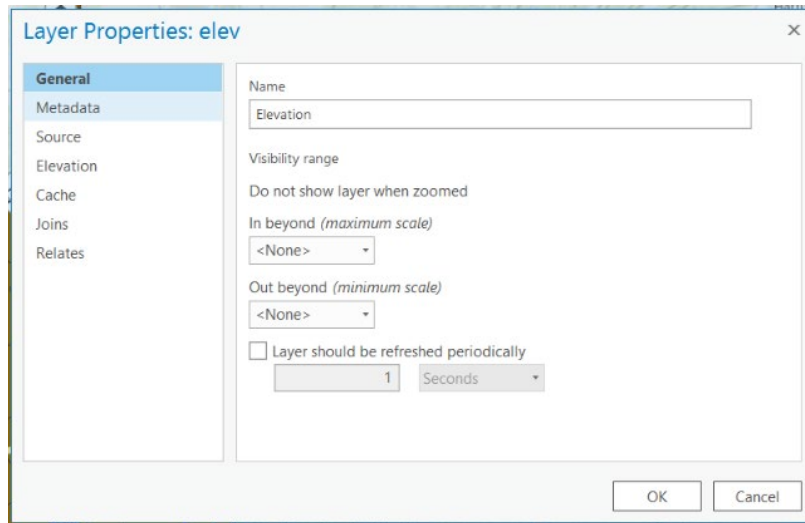 Layer Properties: elev
General
Metadata
Source
Elevation
Cache
Joins
Relates
Name
Elevation
Visibility range
Do not show layer when zoomed
In beyond (maximum scale)
<None>
Out beyond (minimum scale)
<None>
Layer should be refreshed periodically
1 Seconds
OK Cancel